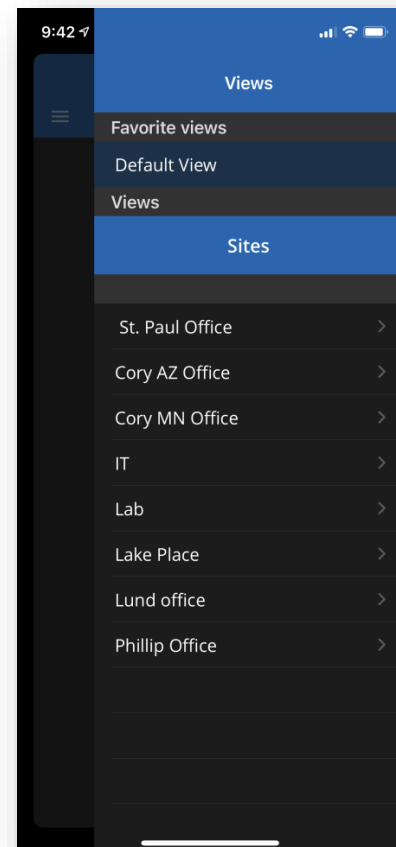 9:42
Views
Favorite views
Default View
Views
Sites
St. Paul Office
Cory AZ Office
Cory MN Office
IT
Lab
Lake Place
Lund office
Phillip Office